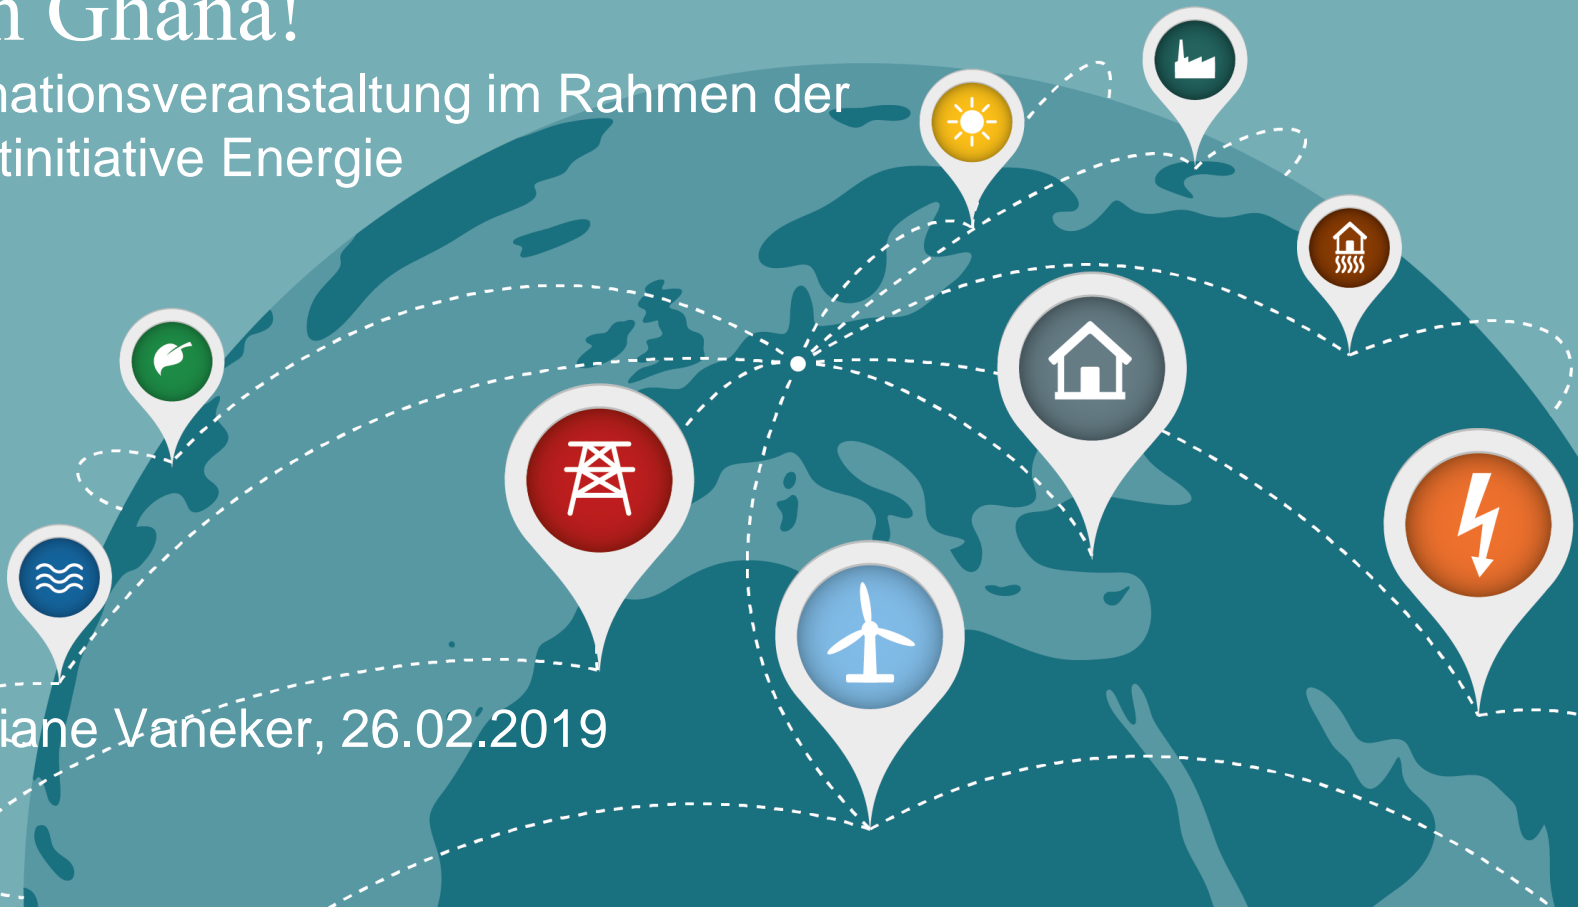 n Ghana!
nationsveranstaltung im Rahmen der
tinitiative Energie
iane Vaneker, 26.02.2019